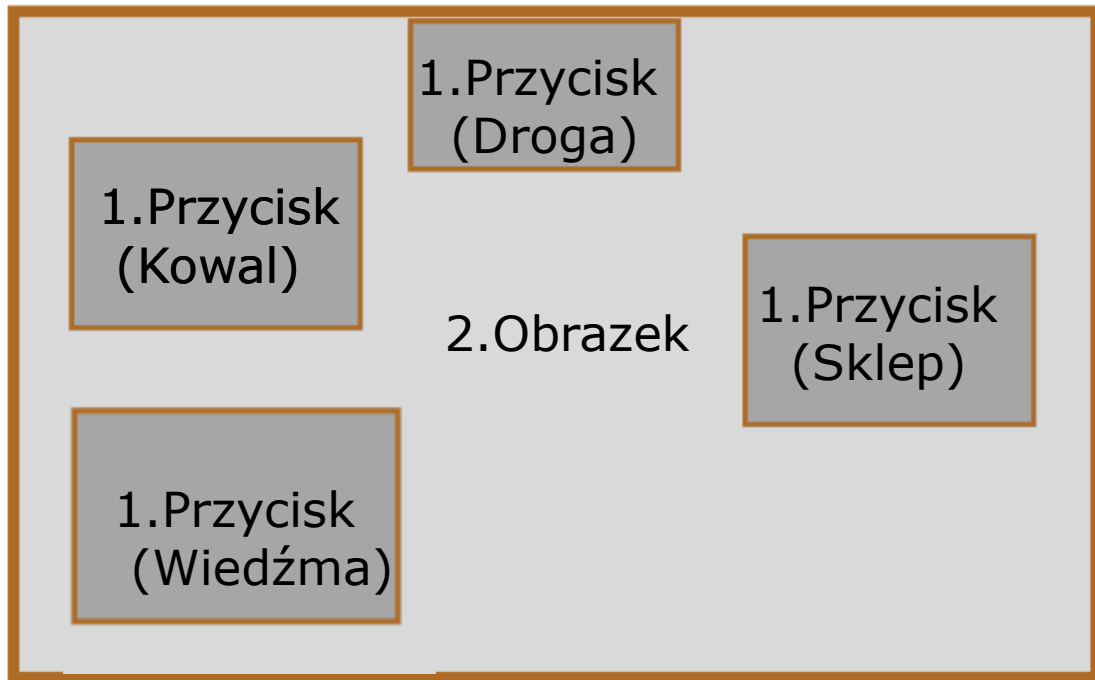 1.Przycisk
(Droga)
1.Przycisk
(Kowal)
2.Obrazek
1.Przycisk
(Sklep)
1.Przycisk
(Wiedźma)